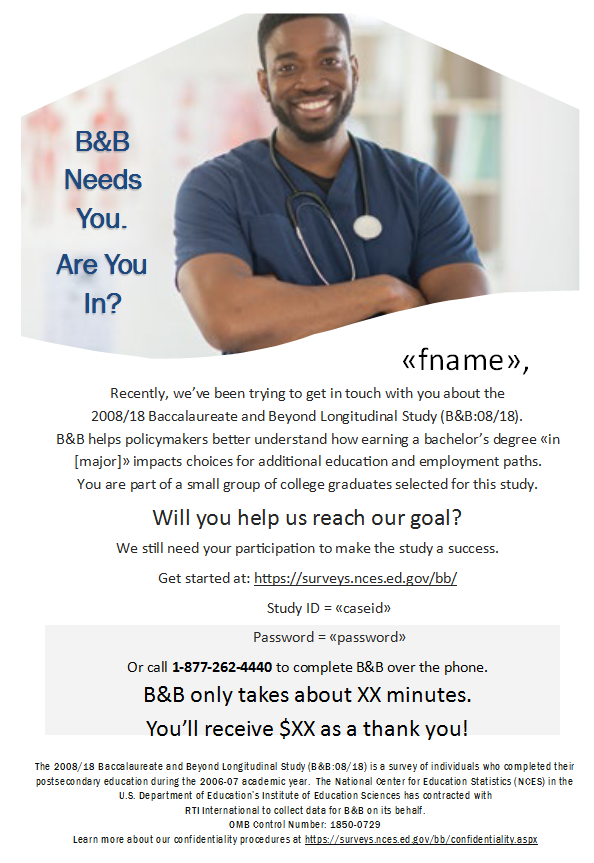 B&B
Needs
You.
Are You
In?
«fname»,
Recently, we've been trying to get in touch with you about the
2008/18 Baccalaureate and Beyond Longitudinal Study (B&B:08/18).
B&B helps policymakers better understand how earning a bachelor's degree «in
[major]» impacts choices for additional education and employment paths.
You are part of a small group of college graduates selected for this study.
Will you help us reach our goal?
We still need your participation to make the study a success.
Get started at: https://surveys.nces.ed.gov/bb/
Study ID = «caseid»
Password = «password»
Or call 1-877-262-4440 to complete B&B over the phone.
B&B only takes about XX minutes.
You'll receive $XX as a thank you!
The 2008/18 Baccalaureate and Beyond Longitudinal Study (B&B:08/18) is a survey of individuals who completed their
postsecondary education during the 2006-07 academic year. The National Center for Education Statistics (NCES) in the
U.S. Department of Education's Institute of Education Sciences has contracted with
RTI International to collect data for B&B on its behalf.
OMB Control Number: 1850-0729
Learn more about our confidentiality procedures at https://surveys.nces.ed.gov/bb/confidentiality.aspx